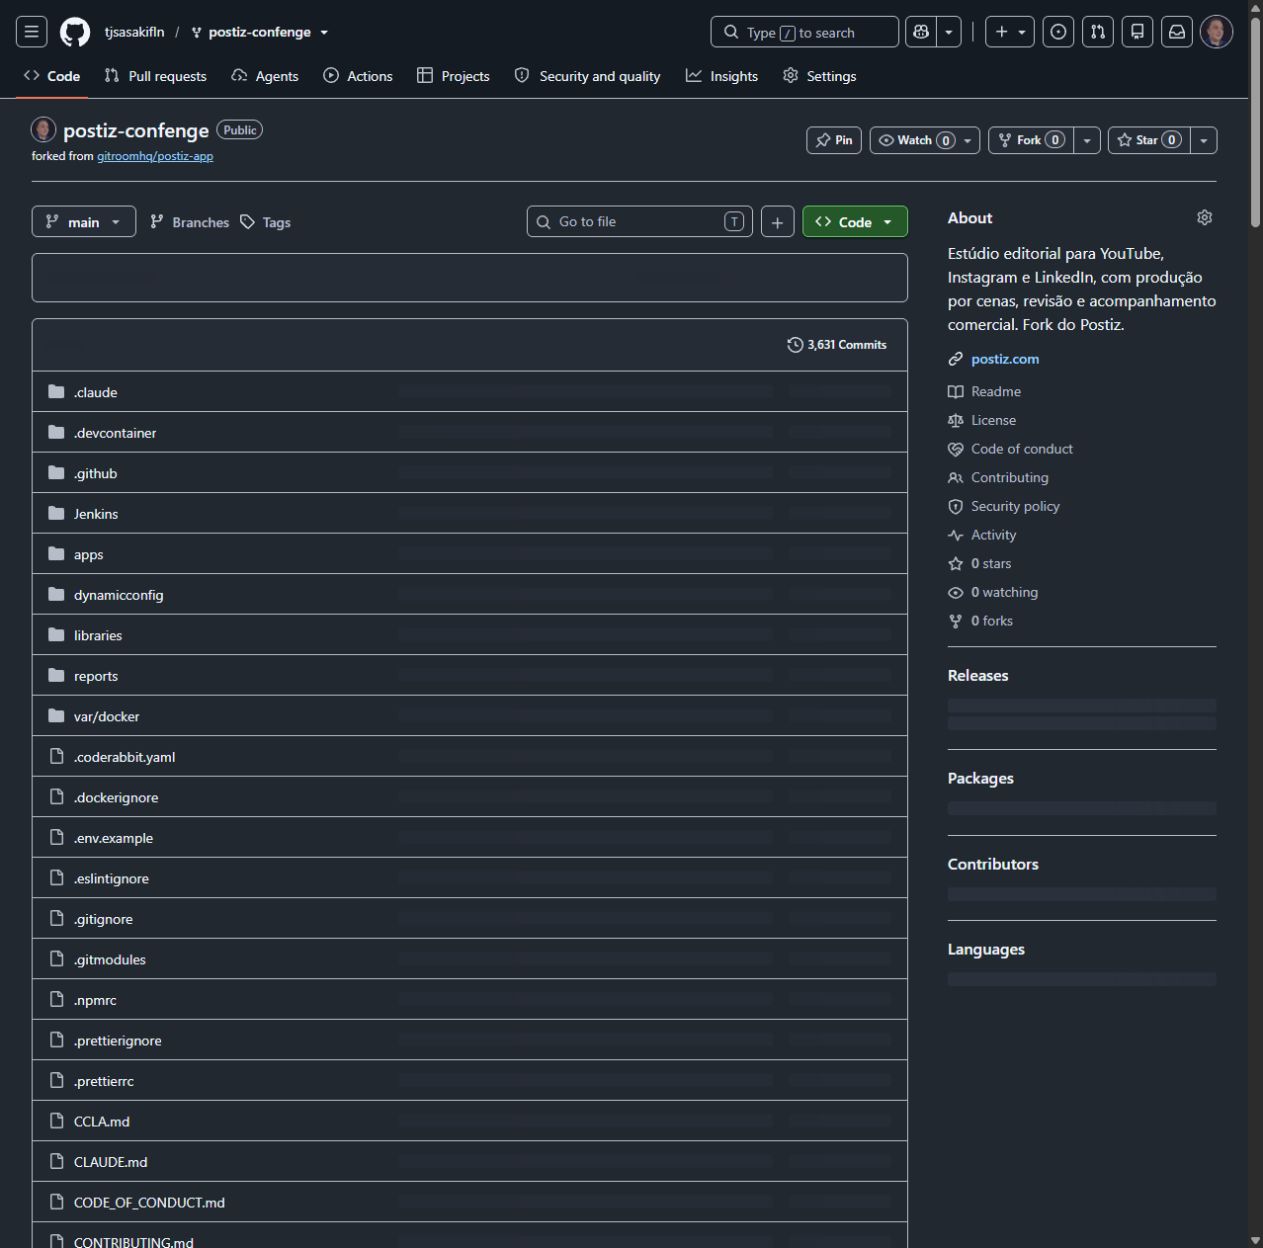 tjsasakifln / postiz-confenge
Type / to search
Code
Pull requests
Agents
Actions
Projects
Security and quality
Insights
Settings
postiz-confenge Public
forked from gitroomhq/postiz-app
Pin
Watch 0
Fork 0
Star 0
main
Branches
Tags
Go to file T
Code
3,631 Commits
.claude
.devcontainer
.github
Jenkins
apps
dynamicconfig
libraries
reports
var/docker
.coderabbit.yaml
.dockerignore
.env.example
.eslintignore
.gitignore
.gitmodules
.npmrc
.prettierignore
.prettierrc
CCLA.md
CLAUDE.md
CODE_OF_CONDUCT.md
CONTRIBUTING.md
About
Estúdio editorial para YouTube,
Instagram e LinkedIn, com produção
por cenas, revisão e acompanhamento
comercial. Fork do Postiz.
postiz.com
Readme
License
Code of conduct
Contributing
Security policy
Activity
0 stars
0 watching
0 forks
Releases
Packages
Contributors
Languages